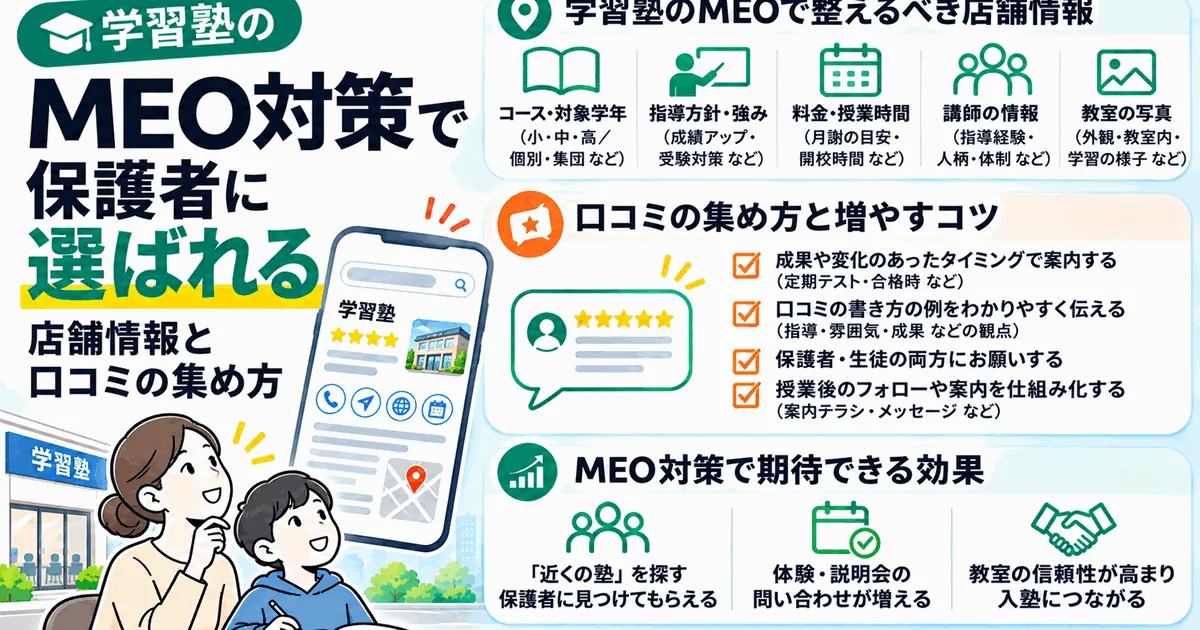 学習塾の
MEO対策で
保護者に
選ばれる
店舗情報と
口コミの集め方
学習塾
学習塾
学習塾のMEOで整えるべき店舗情報
コース・対象学年
(小・中・高/
個別・集団 など)
指導方針・強み
(成績アップ・
受験対策 など)
料金・授業時間
(月謝の目安・
開校時間 など)
講師の情報
(指導経験・
人柄・体制 など)
教室の写真
(外観・教室内・
学習の様子 など)
口コミの集め方と増やすコツ
成果や変化のあったタイミングで案内する
(定期テスト・合格時 など)
口コミの書き方の例をわかりやすく伝える
(指導・雰囲気・成果 などの観点)
保護者・生徒の両方にお願いする
授業後のフォローや案内を仕組み化する
(案内チラシ・メッセージ など)
MEO対策で期待できる効果
「近くの塾」を探す
保護者に見つけてもらえる
体験・説明会の
問い合わせが増える
教室の信頼性が高まり
入塾につながる